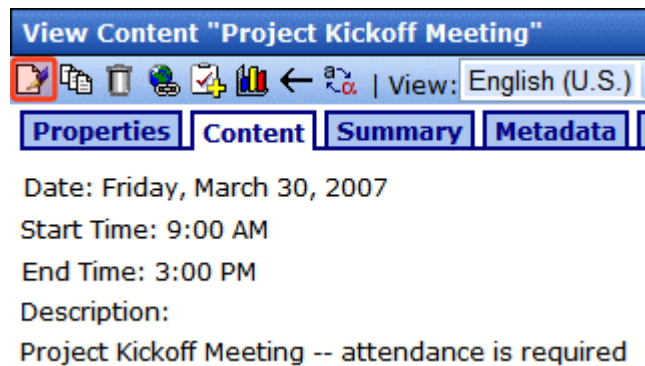 View Content "Project Kickoff Meeting"
View: English (U.S.)
Properties Content Summary Metadata
Date: Friday, March 30, 2007
Start Time: 9:00 AM
End Time: 3:00 PM
Description:
Project Kickoff Meeting -- attendance is required